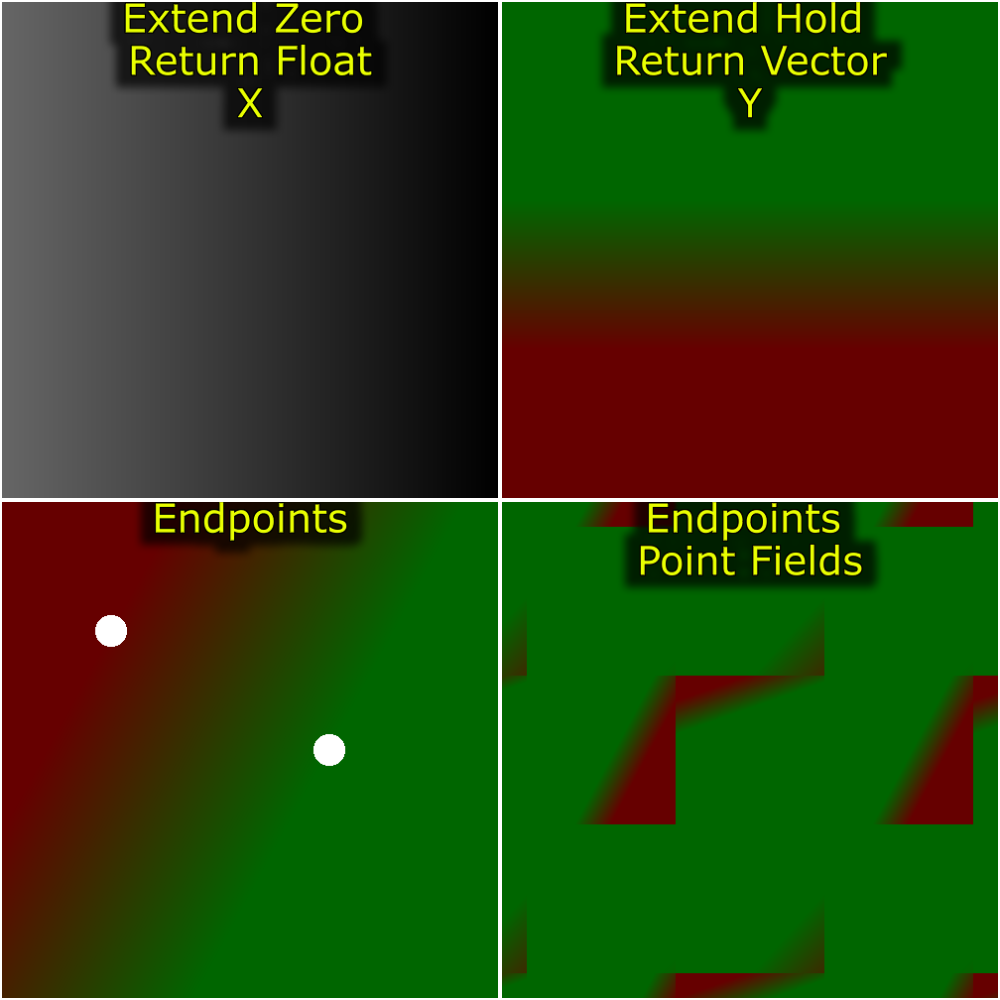 Extend Zero
Return Float
X
Extend Hold
Return Vector
Y
Endpoints
Endpoints
Point Fields